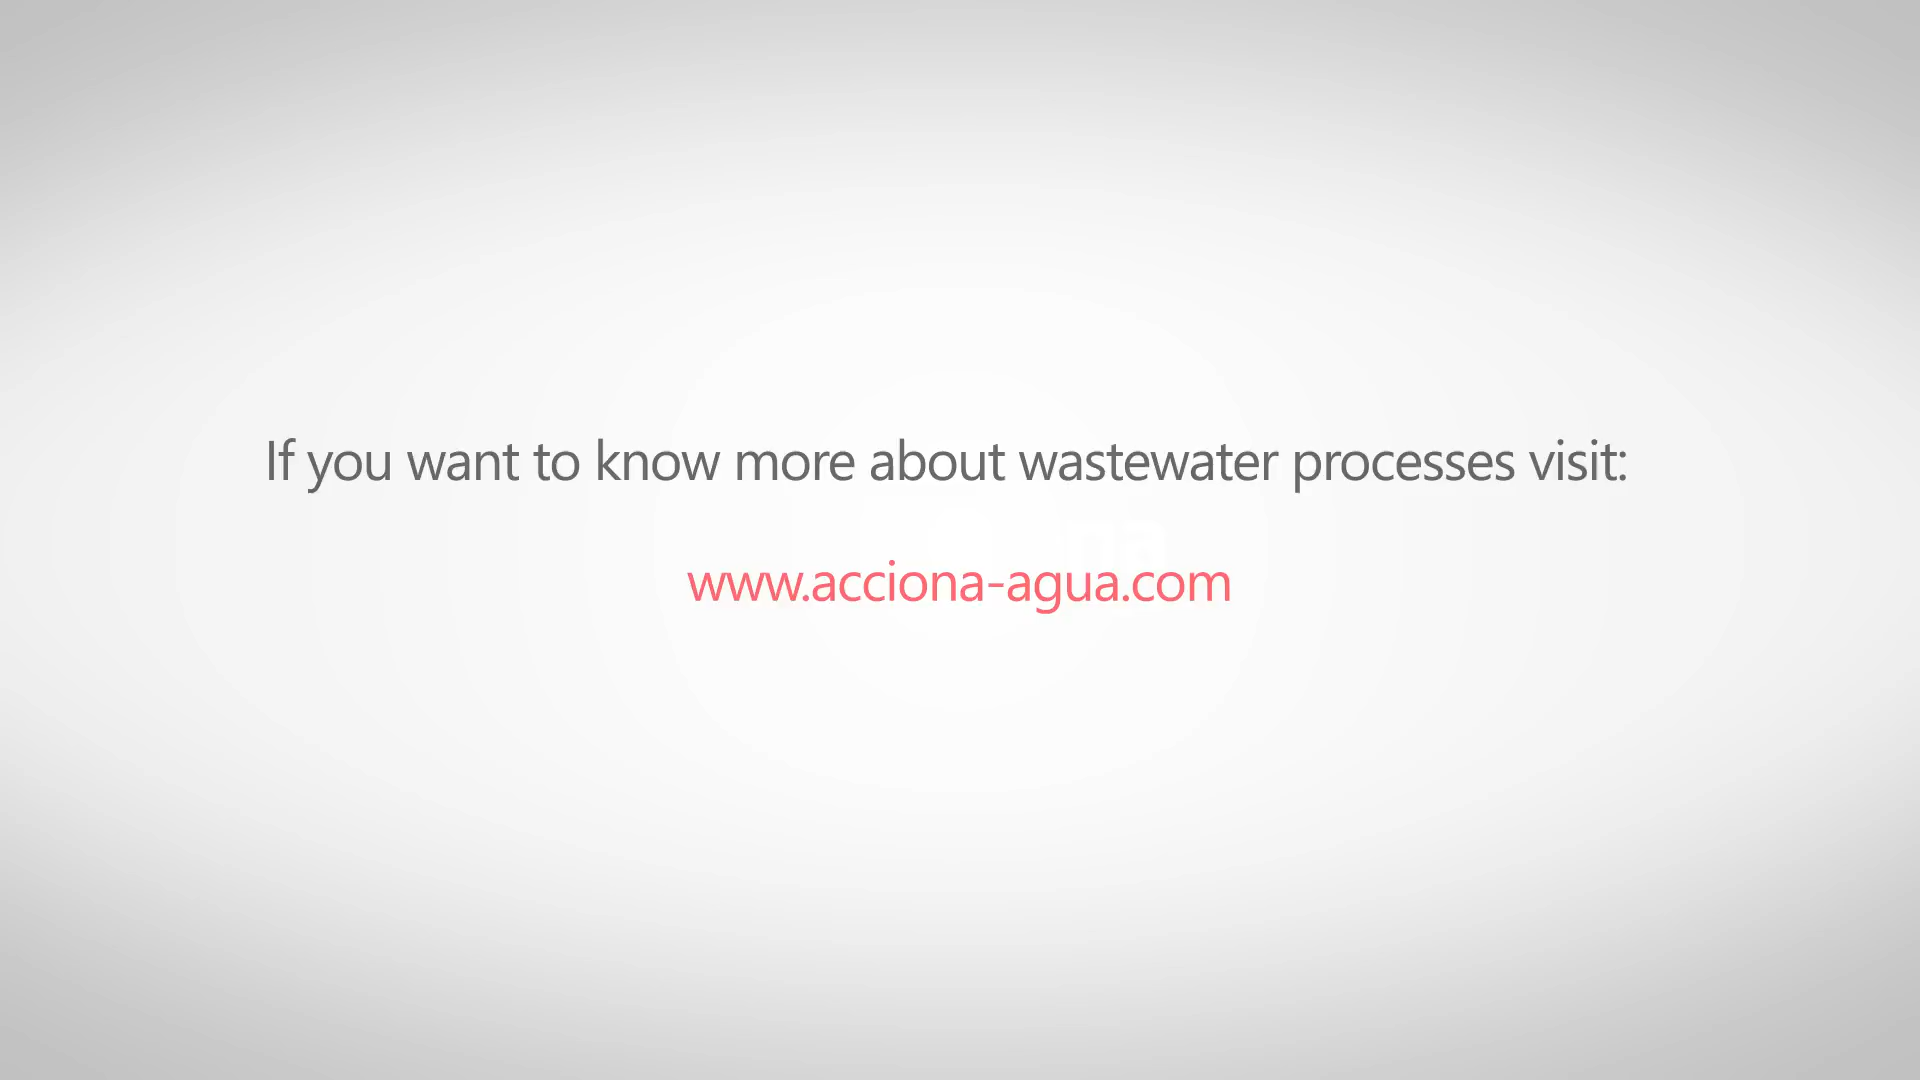 If you want to know more about wastewater processes visit:
www.acciona-agua.com